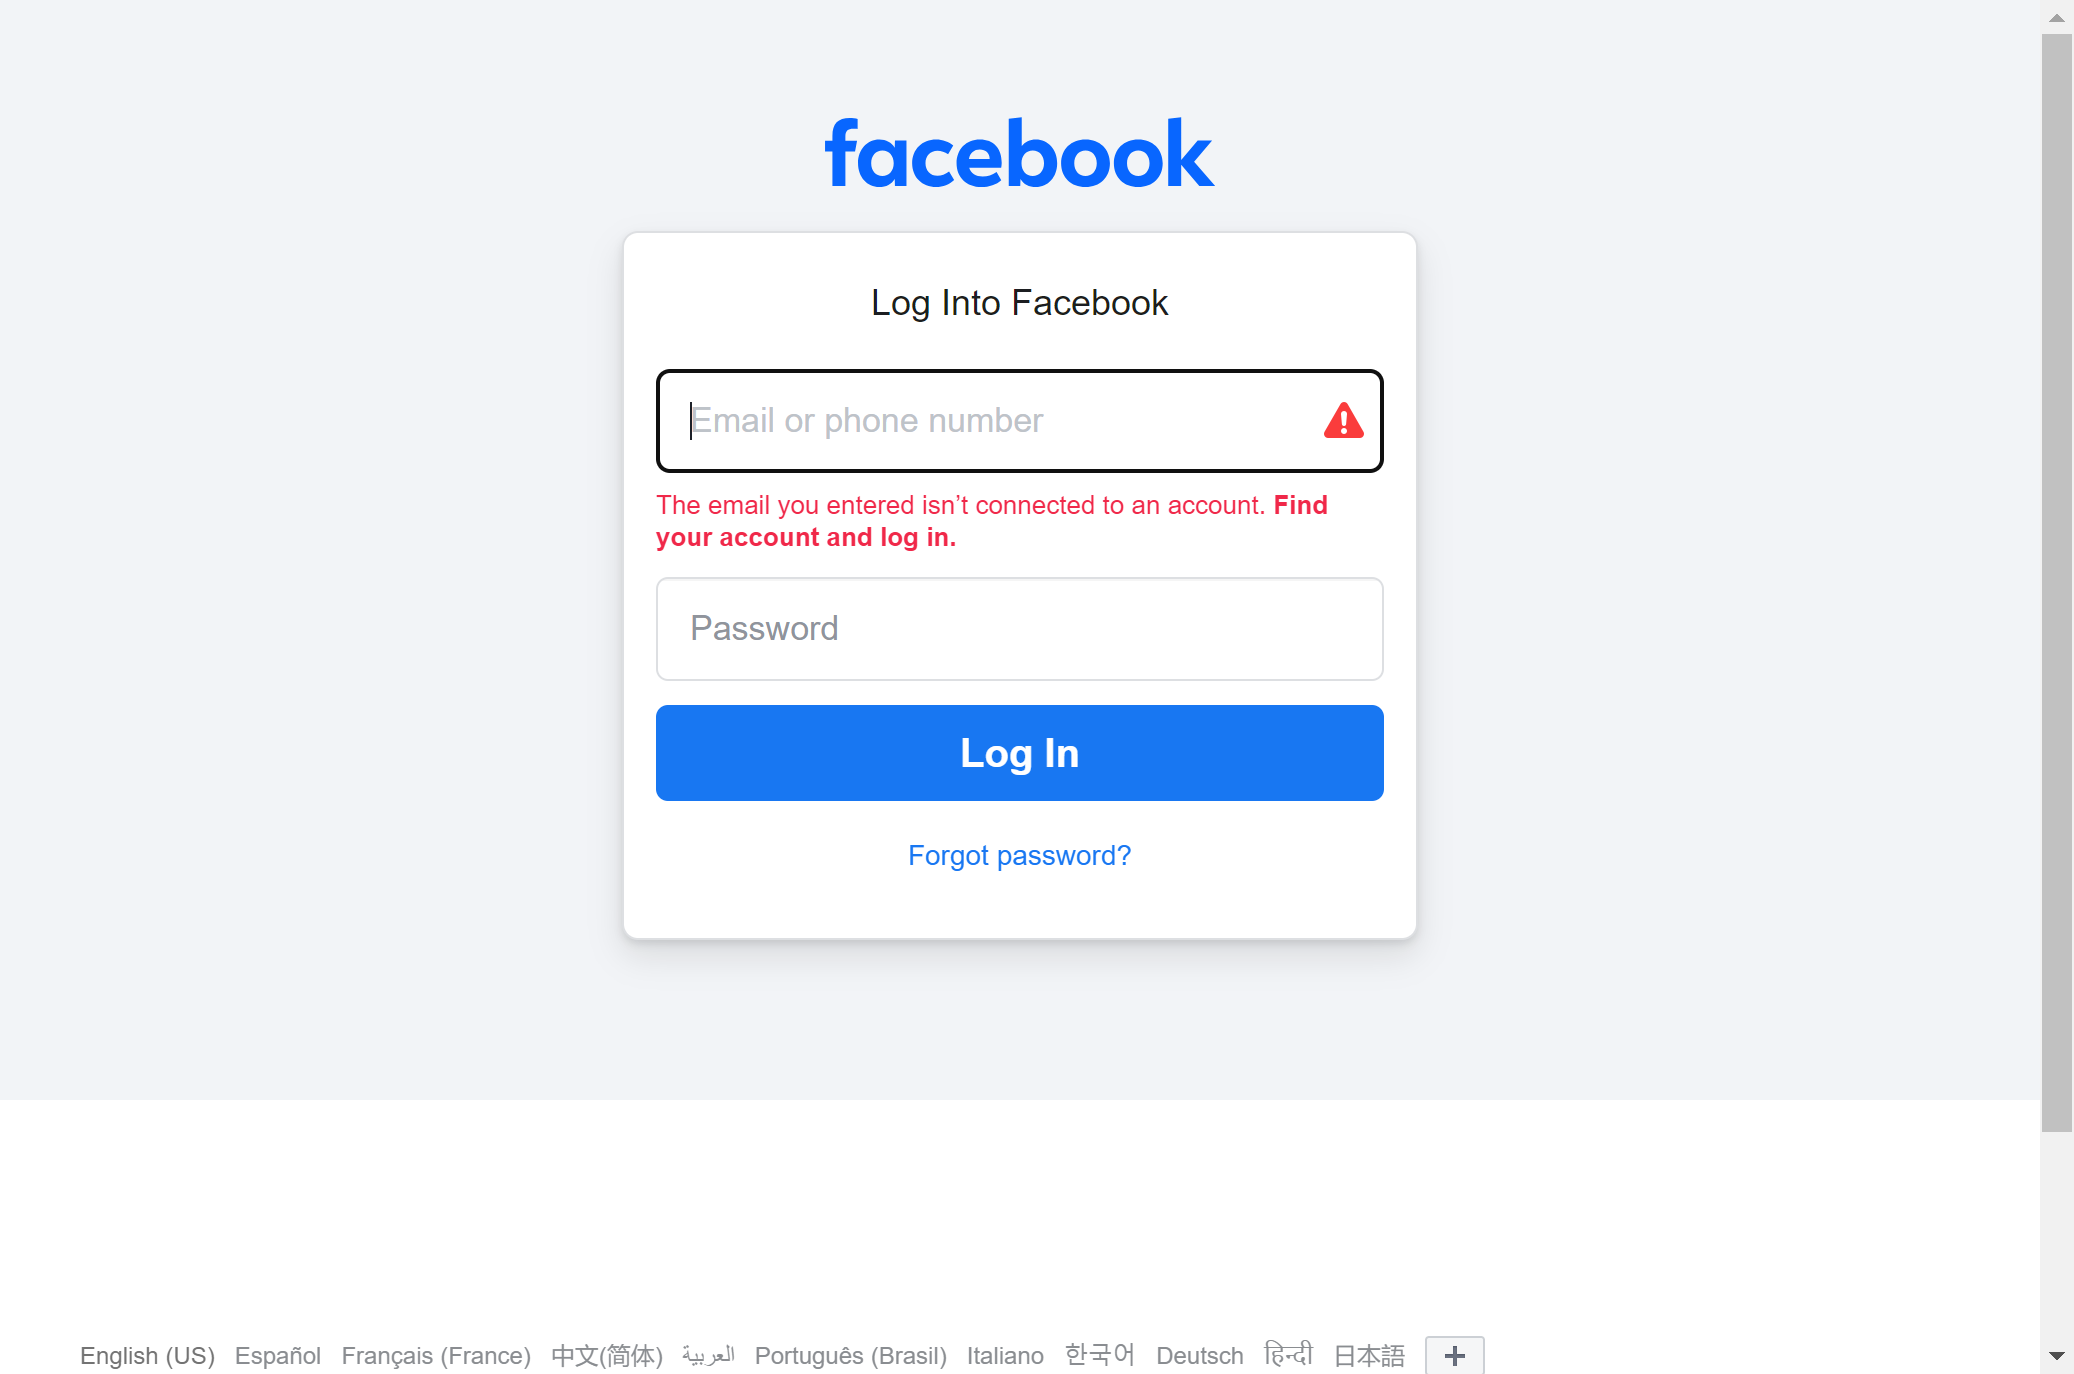 facebook
Log Into Facebook
Email or phone number
The email you entered isn’t connected to an account. Find
your account and log in.
Password
Log In
Forgot password?
English (US) Español Français (France) 中文(简体) العربية Português (Brasil) Italiano 한국어 Deutsch हिन्दी 日本語